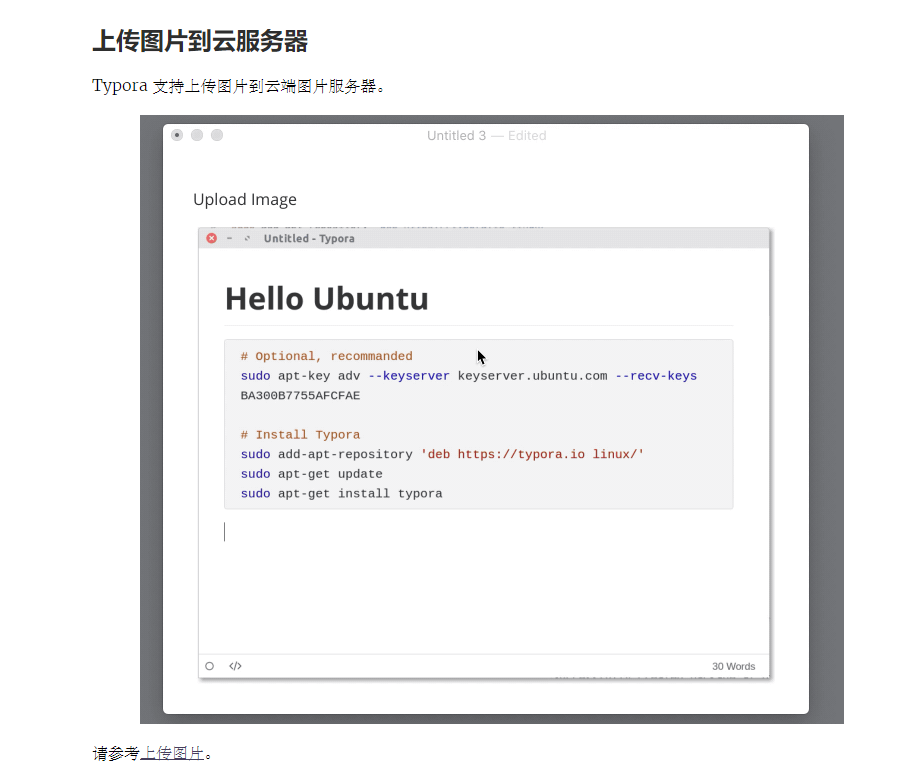 上传图片到云服务器
Typora 支持上传图片到云端图片服务器。
Untitled 3 — Edited
Upload Image
Untitled - Typora
Hello Ubuntu
# Optional, recommanded
sudo apt-key adv --keyserver keyserver.ubuntu.com --recv-keys
BA300B7755AFCFAE
# Install Typora
sudo add-apt-repository 'deb https://typora.io linux/'
sudo apt-get update
sudo apt-get install typora
</>
30 Words
请参考上传图片。